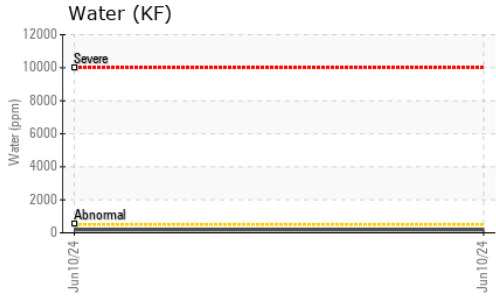 Water (KF)
12000
Severe
10000
8000
Water (ppm)
6000
4000
2000
Abnormal
0
Jun10/24
Jun10/24